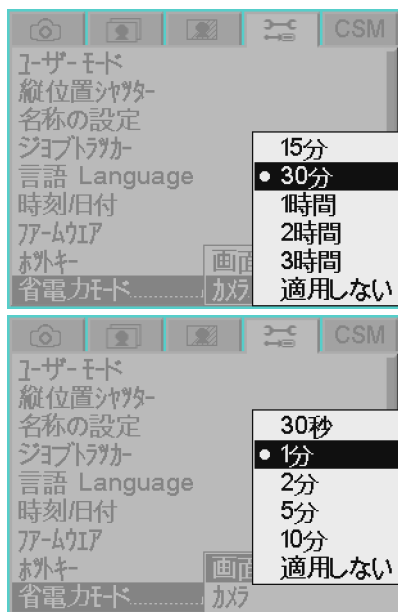 CSM
ユーザーモード
縦位置シャッター
名称の設定
ジョブトラッカー
言語 Language
時刻/日付
ファームウエア
ホットキー
省電力モード
画面
カメラ
15分
30分
1時間
2時間
3時間
適用しない
CSM
ユーザーモード
縦位置シャッター
名称の設定
ジョブトラッカー
言語 Language
時刻/日付
ファームウエア
ホットキー
省電力モード
画面
カメラ
30秒
1分
2分
5分
10分
適用しない